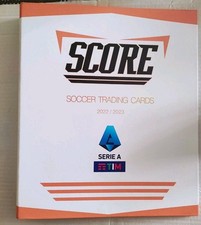 SCORE
SOCCER TRADING CARDS
SERIE A
TIM